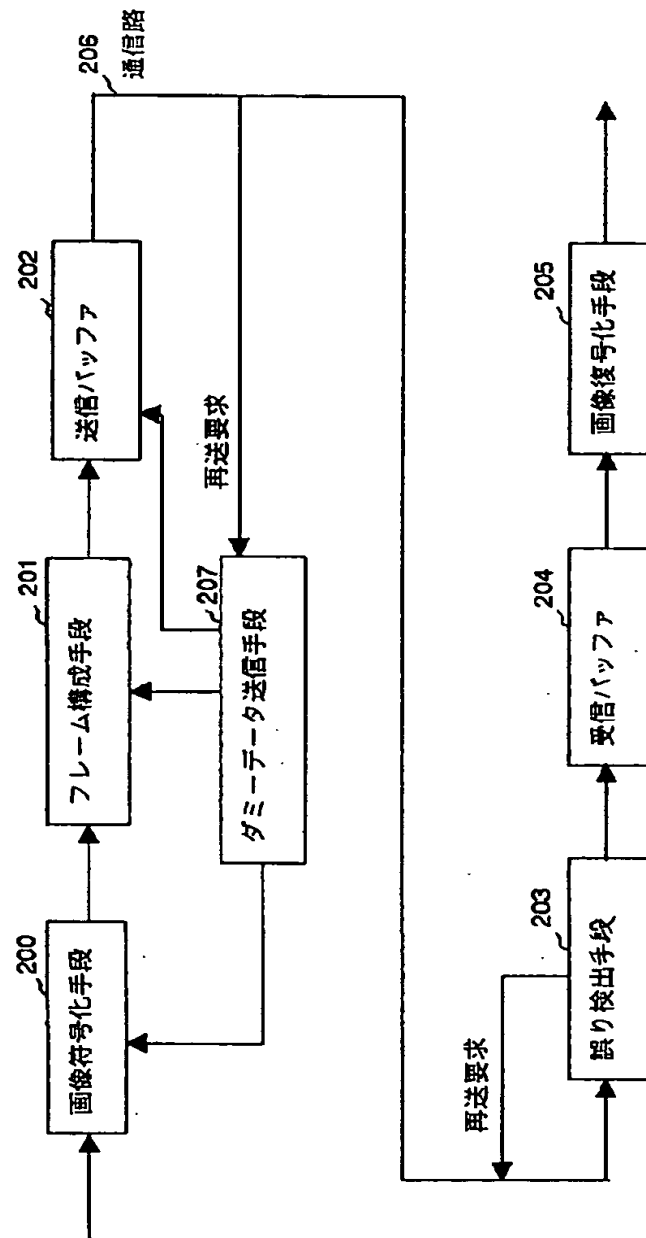 200
画像符号化手段
201
フレーム構成手段
202
送信バッファ
206
通信路
207
ダミーデータ送信手段
再送要求
再送要求
203
誤り検出手段
204
受信バッファ
205
画像復号化手段